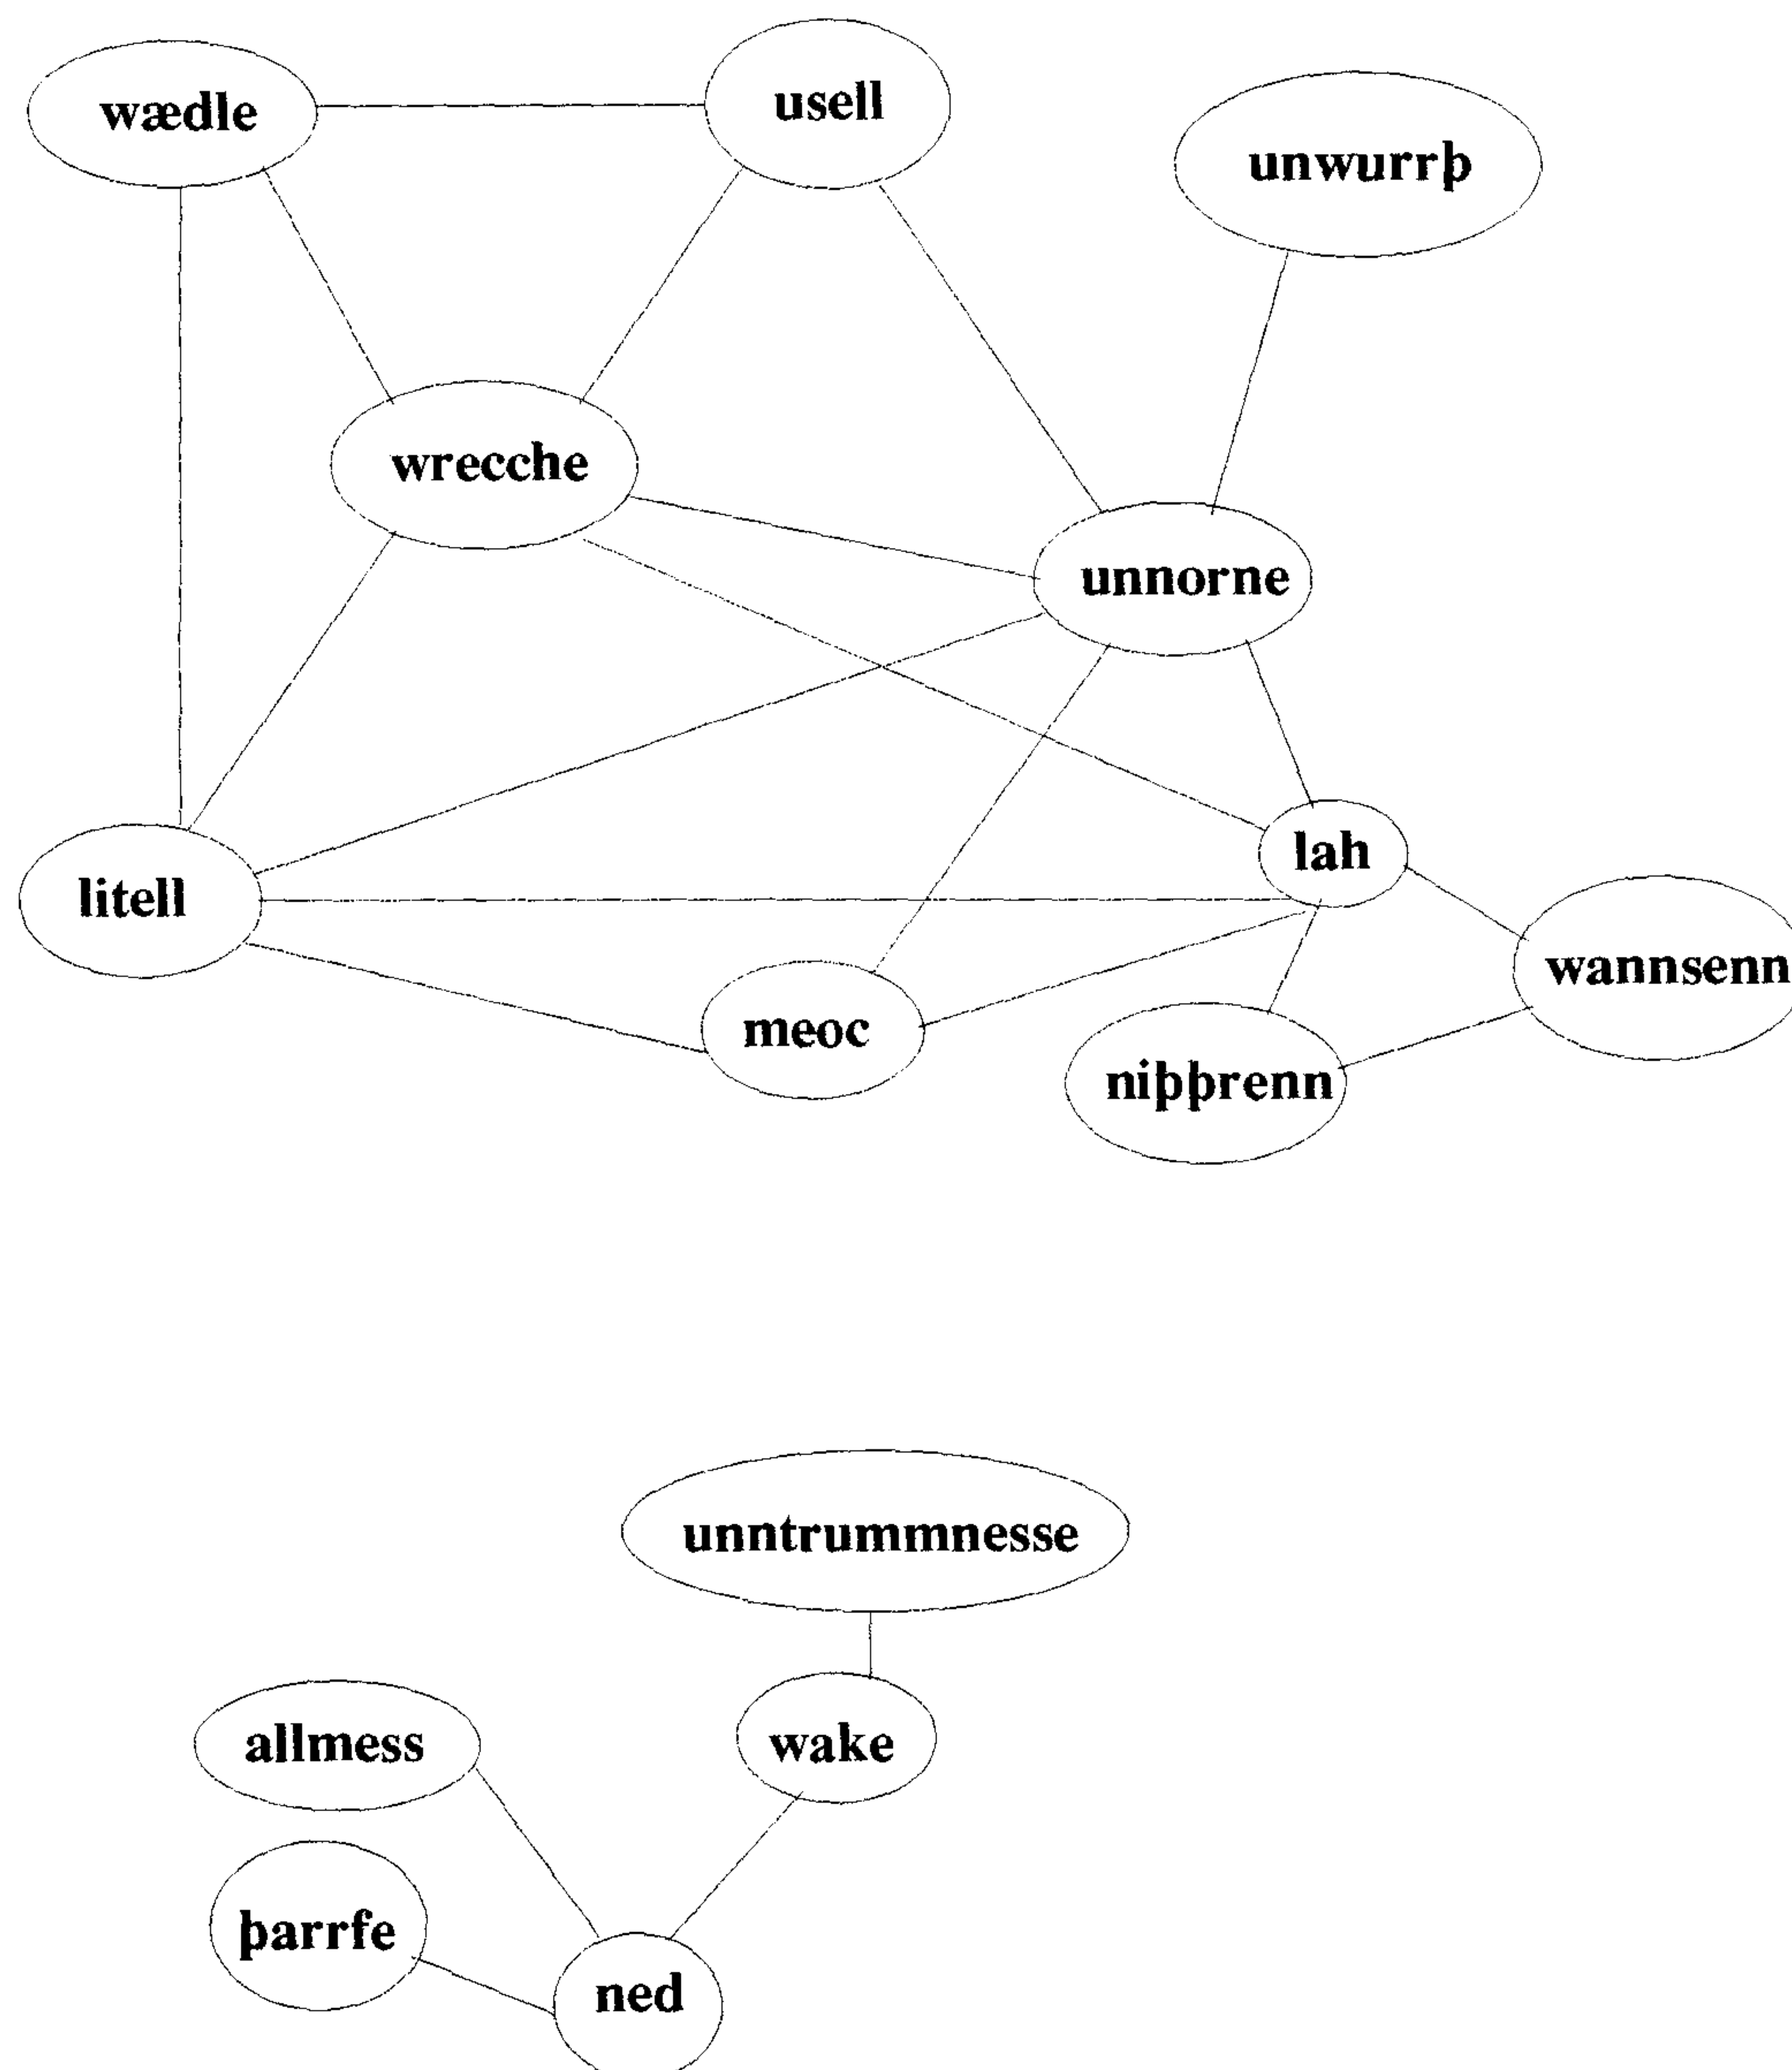 wædle
usell
unwurrþ
wrecche
unnorne
lah
litell
wannsenn
meoc
niþþrenn
unntrummnesse
allmess
wake
þarrfe
ned